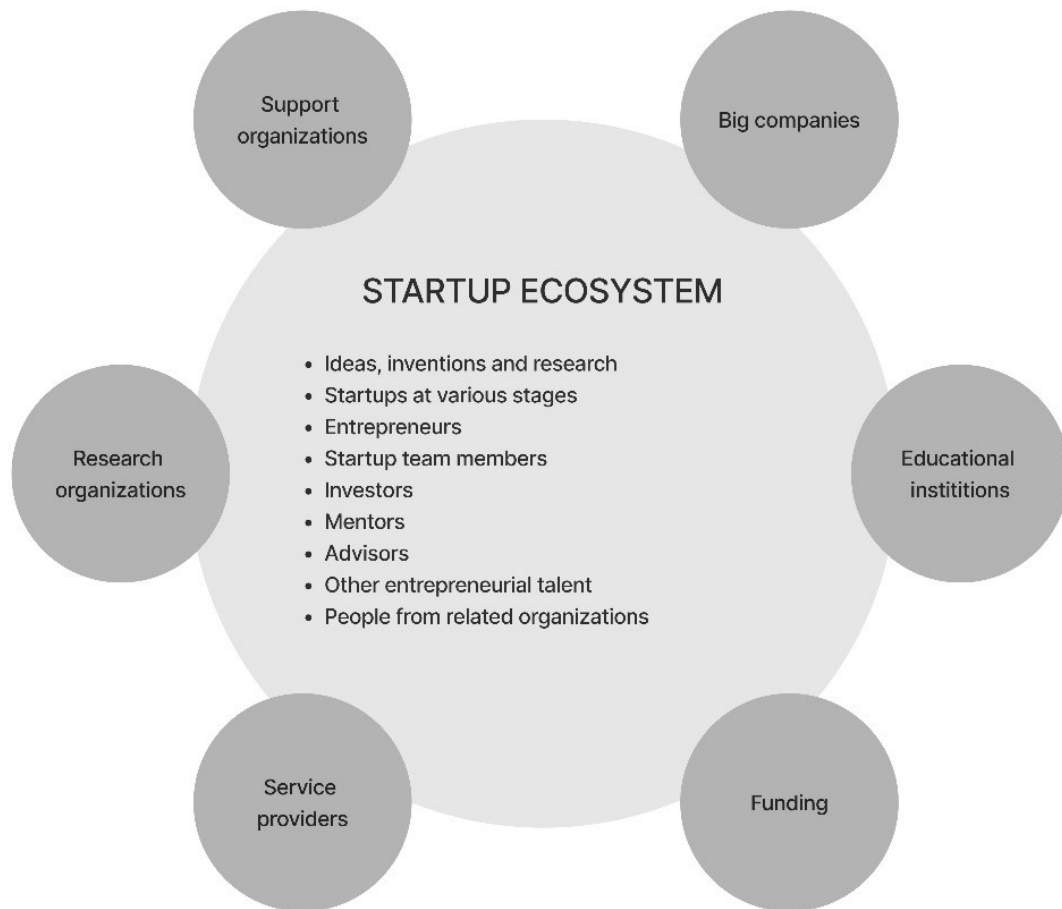 Support
organizations
Big companies
STARTUP ECOSYSTEM
• Ideas, inventions and research
• Startups at various stages
• Entrepreneurs
• Startup team members
• Investors
• Mentors
• Advisors
• Other entrepreneurial talent
• People from related organizations
Research
organizations
Educational
instititions
Service
providers
Funding